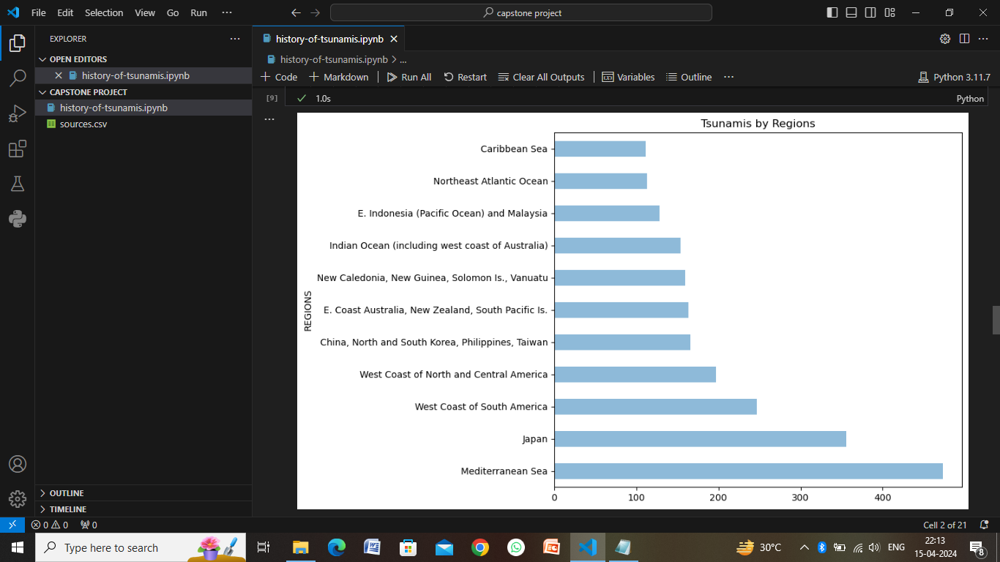 File Edit Selection View Go Run ···
capstone project
EXPLORER ···
OPEN EDITORS
history-of-tsunamis.ipynb
CAPSTONE PROJECT
history-of-tsunamis.ipynb
sources.csv
OUTLINE
TIMELINE
history-of-tsunamis.ipynb
history-of-tsunamis.ipynb > ...
+ Code + Markdown Run All Restart Clear All Outputs Variables Outline ··· Python 3.11.7
[9] 1.0s Python
Tsunamis by Regions
REGIONS
Caribbean Sea
Northeast Atlantic Ocean
E. Indonesia (Pacific Ocean) and Malaysia
Indian Ocean (including west coast of Australia)
New Caledonia, New Guinea, Solomon Is., Vanuatu
E. Coast Australia, New Zealand, South Pacific Is.
China, North and South Korea, Philippines, Taiwan
West Coast of North and Central America
West Coast of South America
Japan
Mediterranean Sea
0 100 200 300 400
0 0 0 Cell 2 of 21
Type here to search
30°C ENG 22:13
15-04-2024 8